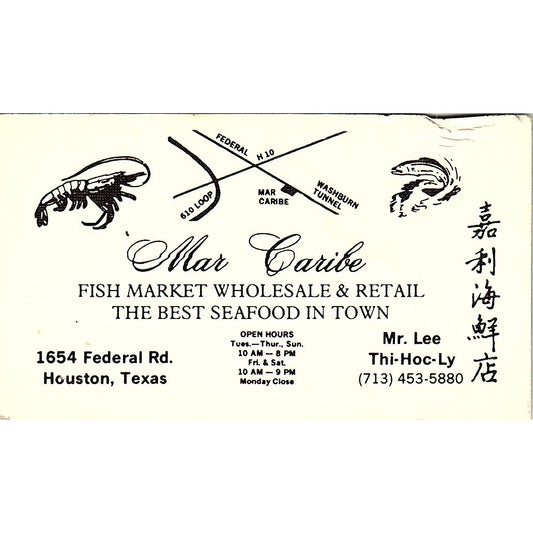 FEDERAL
H 10
610 LOOP
MAR
CARIBE
WASHBURN
TUNNEL
Mar Caribe
FISH MARKET WHOLESALE & RETAIL
THE BEST SEAFOOD IN TOWN
1654 Federal Rd.
Houston, Texas
OPEN HOURS
Tues.—Thur., Sun.
10 AM — 8 PM
Fri. & Sat.
10 AM — 9 PM
Monday Close
Mr. Lee
Thi-Hoc-Ly
(713) 453-5880
嘉利海鮮店